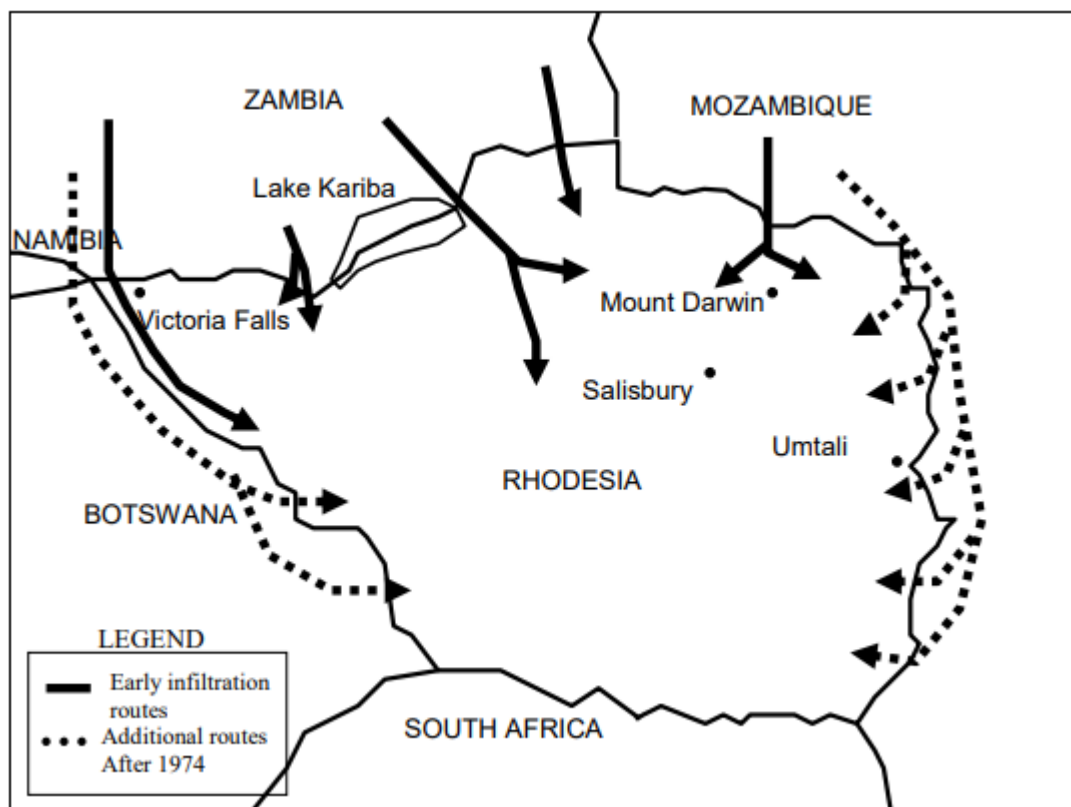 ZAMBIA
MOZAMBIQUE
Lake Kariba
NAMIBIA
Victoria Falls
Mount Darwin
Salisbury
Umtali
RHODESIA
BOTSWANA
SOUTH AFRICA
LEGEND
Early infiltration
routes
Additional routes
After 1974